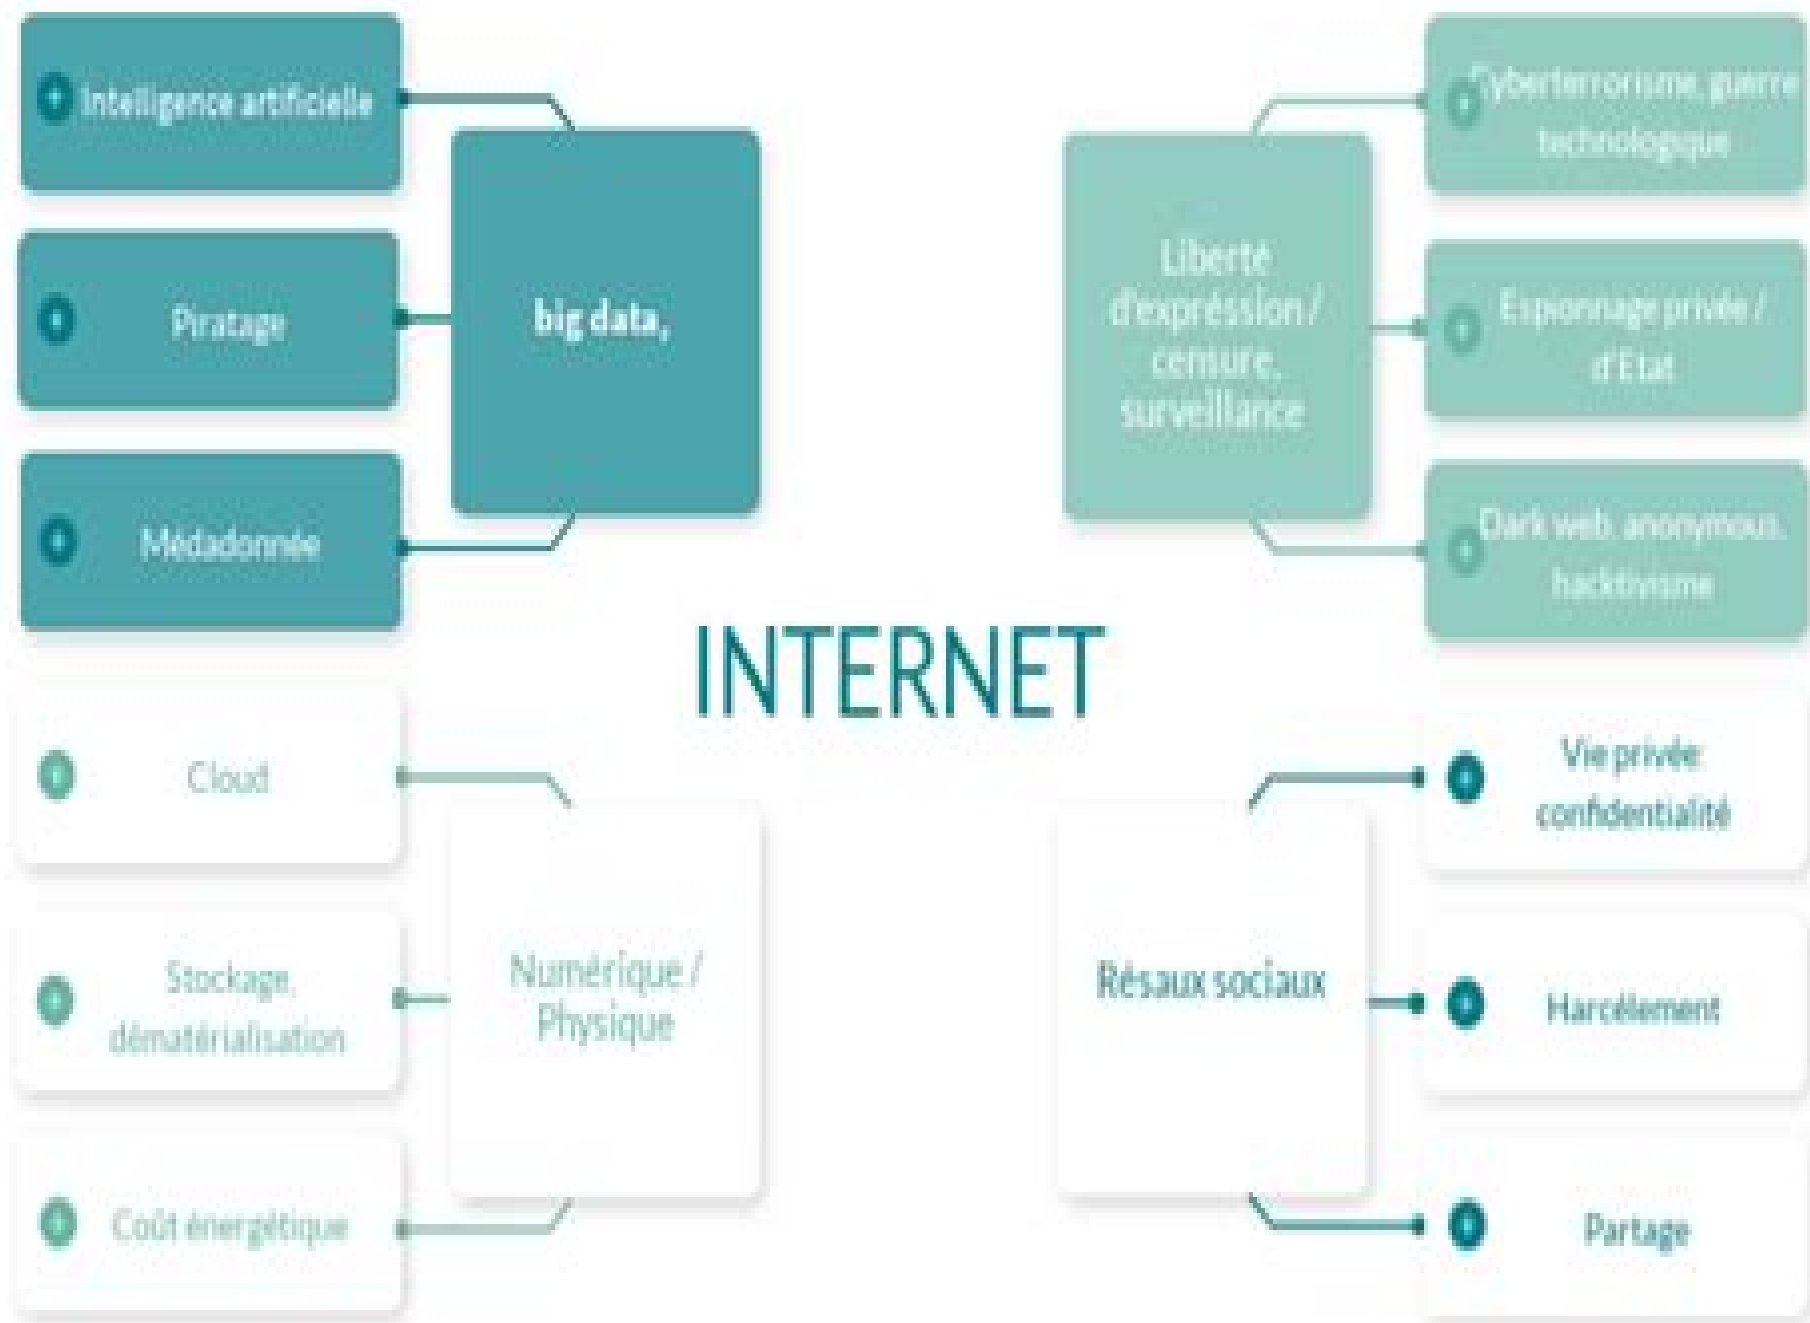 Intelligence artificielle
Piratage
Médadonnée
big data,
Liberté
d'expréssion /
censure,
surveillance
Cyberterrorisme, guerre
technologique
Espionnage privée /
d'Etat
Dark web, anonymous,
hacktivisme
INTERNET
Cloud
Stockage,
dématérialisation
Coût énergétique
Numérique /
Physique
Résaux sociaux
Vie privée
confidentialité
Harcélement
Partage